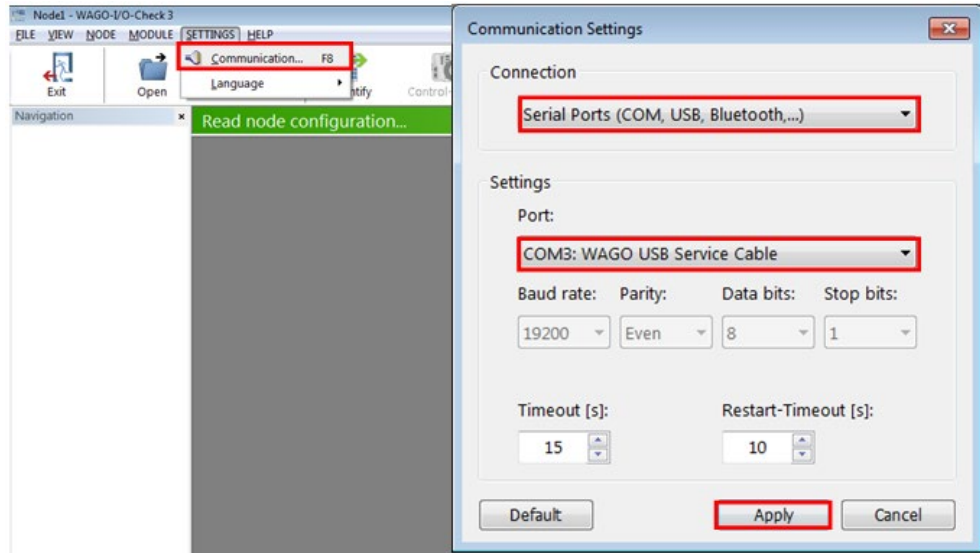 Node1 - WAGO-I/O-Check 3
FILE VIEW NODE MODULE SETTINGS HELP
Communication... F8
Language
Exit
Open
ntify
Control-
Navigation
Read node configuration...
Communication Settings
Connection
Serial Ports (COM, USB, Bluetooth,...)
Settings
Port:
COM3: WAGO USB Service Cable
Baud rate: Parity: Data bits: Stop bits:
19200 Even 8 1
Timeout [s]: Restart-Timeout [s]:
15 10
Default Apply Cancel